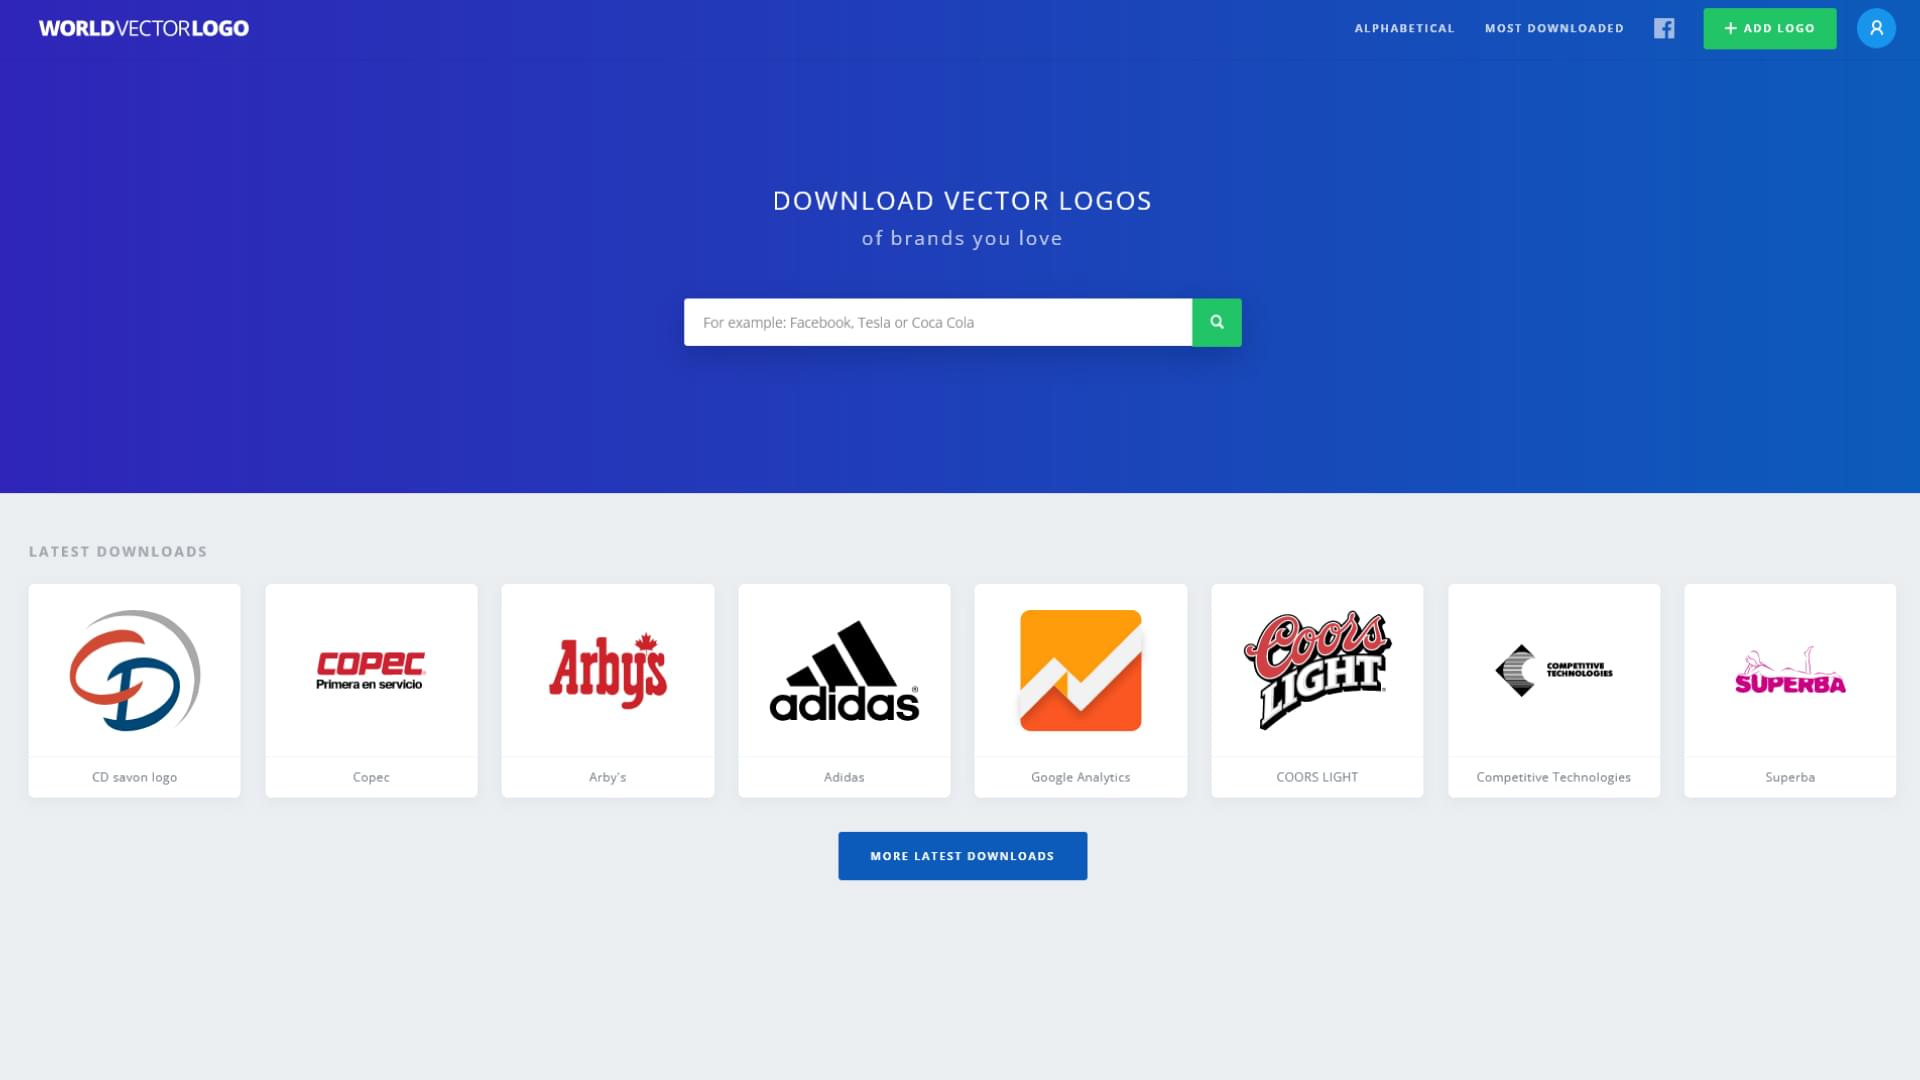 WORLDVECTORLOGO
ALPHABETICAL
MOST DOWNLOADED
+ ADD LOGO
DOWNLOAD VECTOR LOGOS
of brands you love
For example: Facebook, Tesla or Coca Cola
LATEST DOWNLOADS
CD
CD savon logo
COPEC
Primera en servicio
Copec
Arby's
Arby's
adidas®
Adidas
Google Analytics
Coors
LIGHT
COORS LIGHT
COMPETITIVE
TECHNOLOGIES
Competitive Technologies
SUPERBA
Superba
MORE LATEST DOWNLOADS